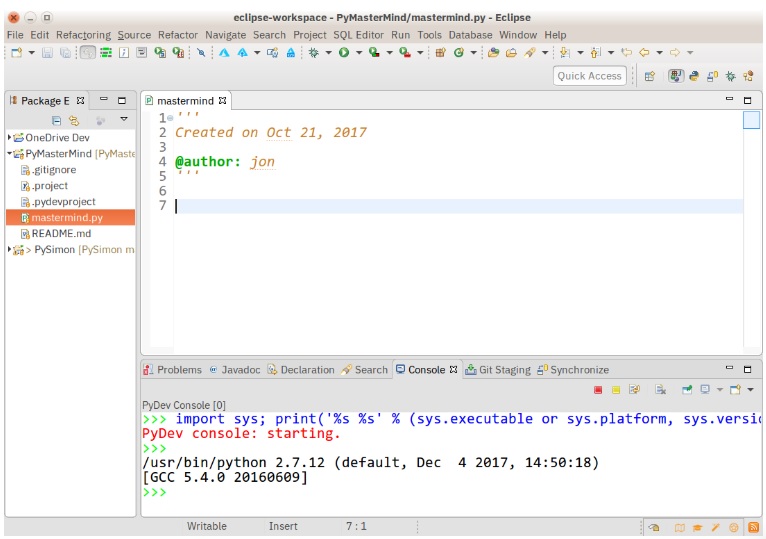 eclipse-workspace - PyMasterMind/mastermind.py - Eclipse
File Edit Refactoring Source Refactor Navigate Search Project SQL Editor Run Tools Database Window Help
Quick Access
Package E
mastermind
OneDrive Dev
PyMasterMind [PyMaste
.gitignore
.project
.pydevproject
mastermind.py
README.md
> PySimon [PySimon m
1 '''
2 Created on Oct 21, 2017
3
4 @author: jon
5 '''
6
7
Problems Javadoc Declaration Search Console Git Staging Synchronize
PyDev Console [0]
>>> import sys; print('%s %s' % (sys.executable or sys.platform, sys.versio
PyDev console: starting.
>>>
/usr/bin/python 2.7.12 (default, Dec  4 2017, 14:50:18)
[GCC 5.4.0 20160609]
>>>
Writable Insert 7 : 1